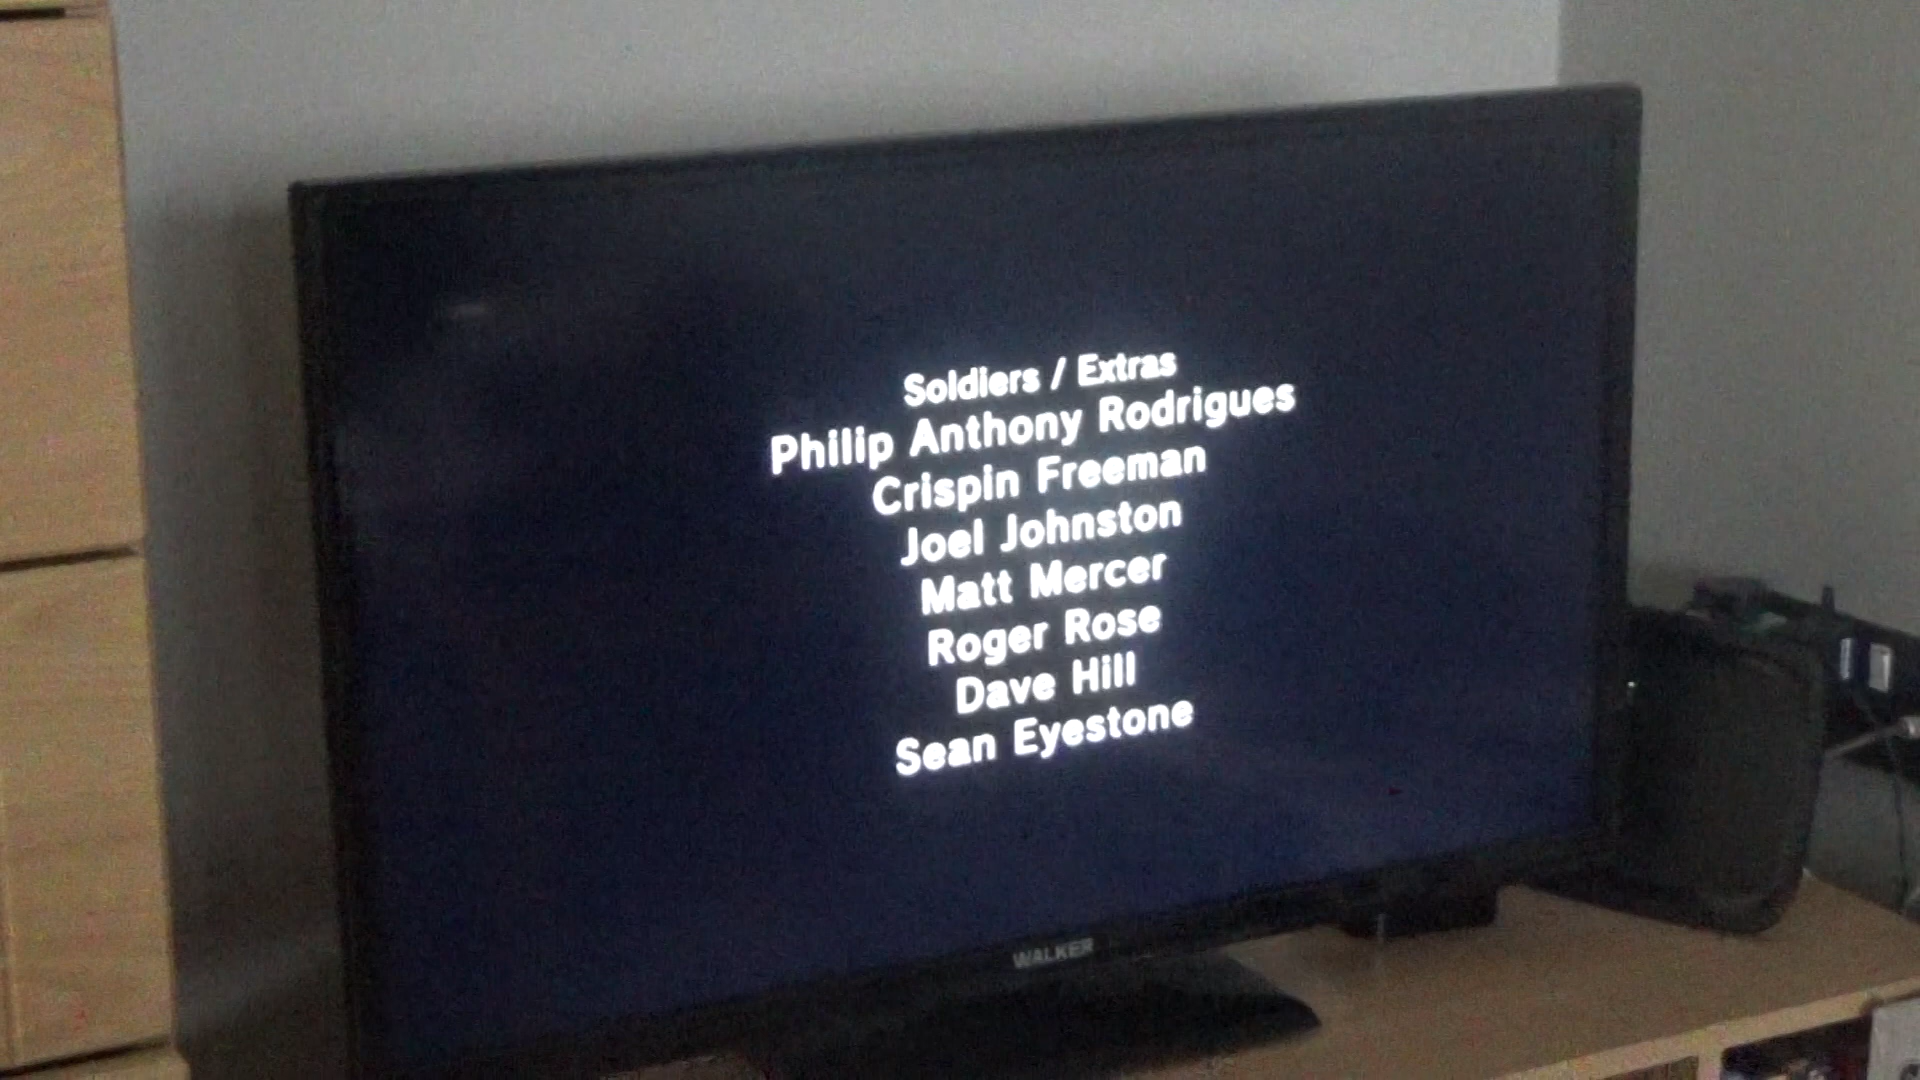 Soldiers / Extras
Philip Anthony Rodrigues
Crispin Freeman
Joel Johnston
Matt Mercer
Roger Rose
Dave Hill
Sean Eyestone
WALKER